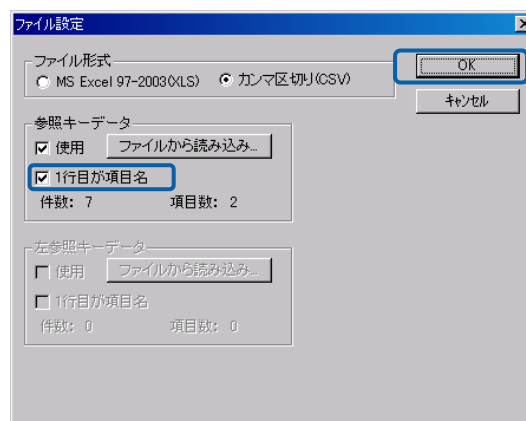 ファイル設定
ファイル形式
MS Excel 97-2003(XLS)
カンマ区切り(CSV)
OK
キャンセル
参照キーデータ
使用
ファイルから読み込み...
1行目が項目名
件数: 7
項目数: 2
左参照キーデータ
使用
ファイルから読み込み...
1行目が項目名
件数: 0
項目数: 0